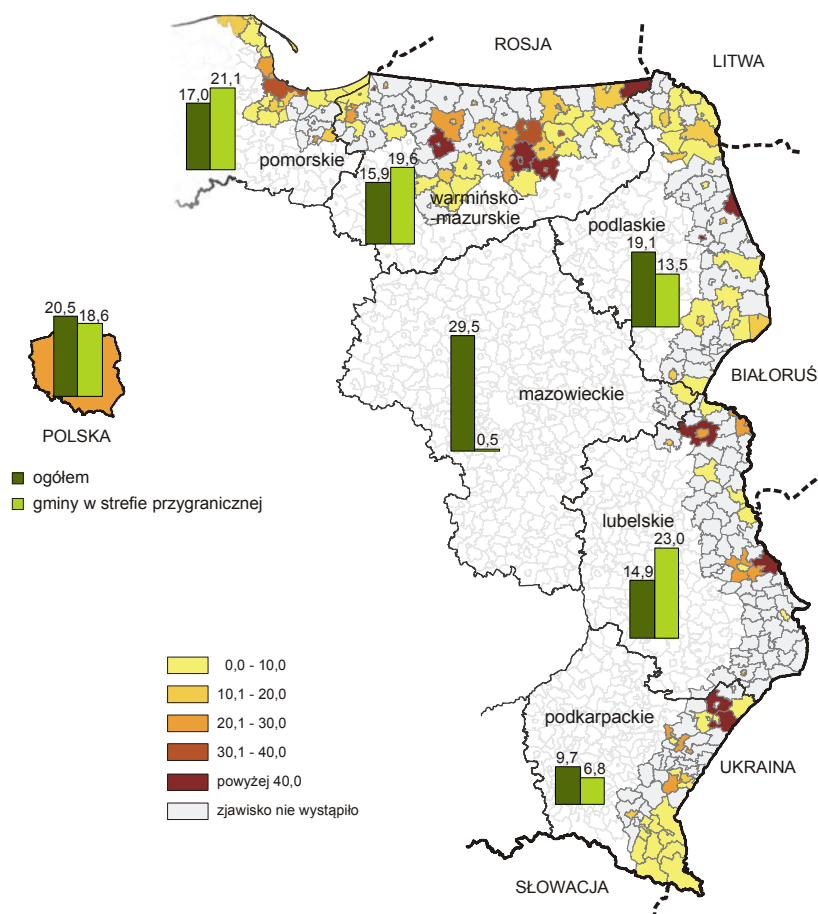 ROSJA
LITWA
21,1
17,0
pomorskie
19,6
15,9
warmińsko-
mazurskie
podlaskie
19,1
13,5
20,5
18,6
29,5
BIAŁORUŚ
mazowieckie
0,5
POLSKA
ogółem
gminy w strefie przygranicznej
lubelskie
23,0
14,9
0,0 - 10,0
10,1 - 20,0
20,1 - 30,0
30,1 - 40,0
powyżej 40,0
zjawisko nie wystąpiło
podkarpackie
9,7
6,8
UKRAINA
SŁOWACJA